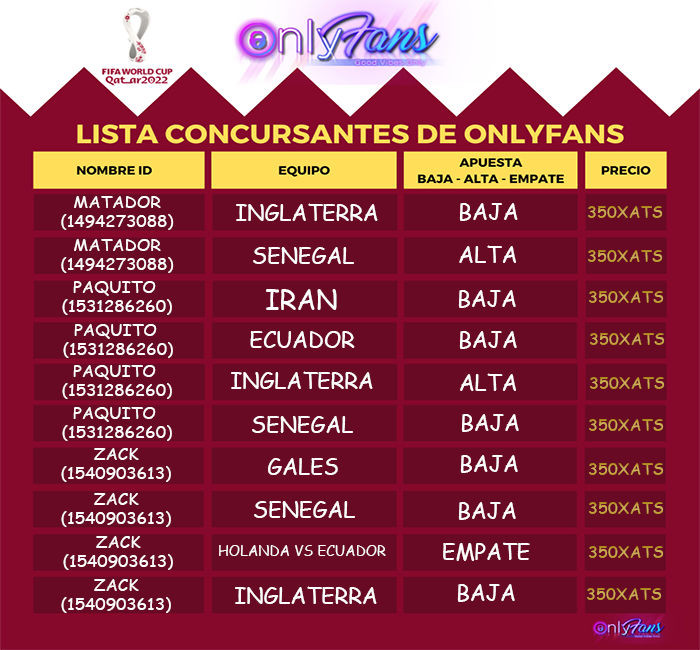 FIFA WORLD CUP
Qatar2022
OnlyFans
Good Vibes Only
LISTA CONCURSANTES DE ONLYFANS
NOMBRE ID
EQUIPO
APUESTA
BAJA - ALTA - EMPATE
PRECIO
MATADOR
(1494273088)
INGLATERRA
BAJA
350XATS
MATADOR
(1494273088)
SENEGAL
ALTA
350XATS
PAQUITO
(1531286260)
IRAN
BAJA
350XATS
PAQUITO
(1531286260)
ECUADOR
BAJA
350XATS
PAQUITO
(1531286260)
INGLATERRA
ALTA
350XATS
PAQUITO
(1531286260)
SENEGAL
BAJA
350XATS
ZACK
(1540903613)
GALES
BAJA
350XATS
ZACK
(1540903613)
SENEGAL
BAJA
350XATS
ZACK
(1540903613)
HOLANDA VS ECUADOR
EMPATE
350XATS
ZACK
(1540903613)
INGLATERRA
BAJA
350XATS
OnlyFans